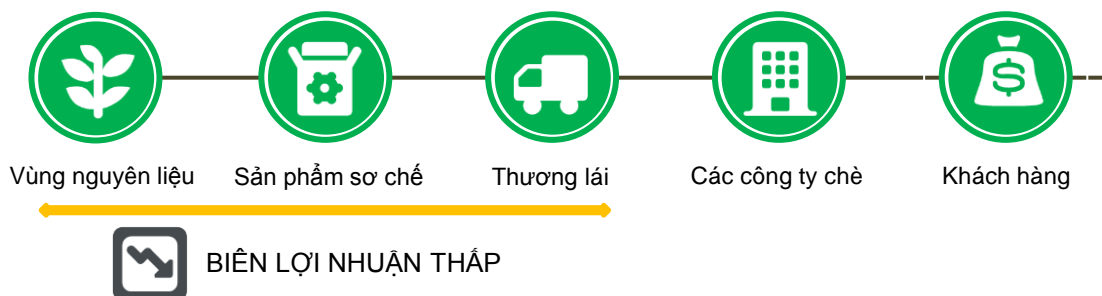 Vùng nguyên liệu
Sản phẩm sơ chế
Thương lái
Các công ty chè
Khách hàng
BIÊN LỢI NHUẬN THẤP